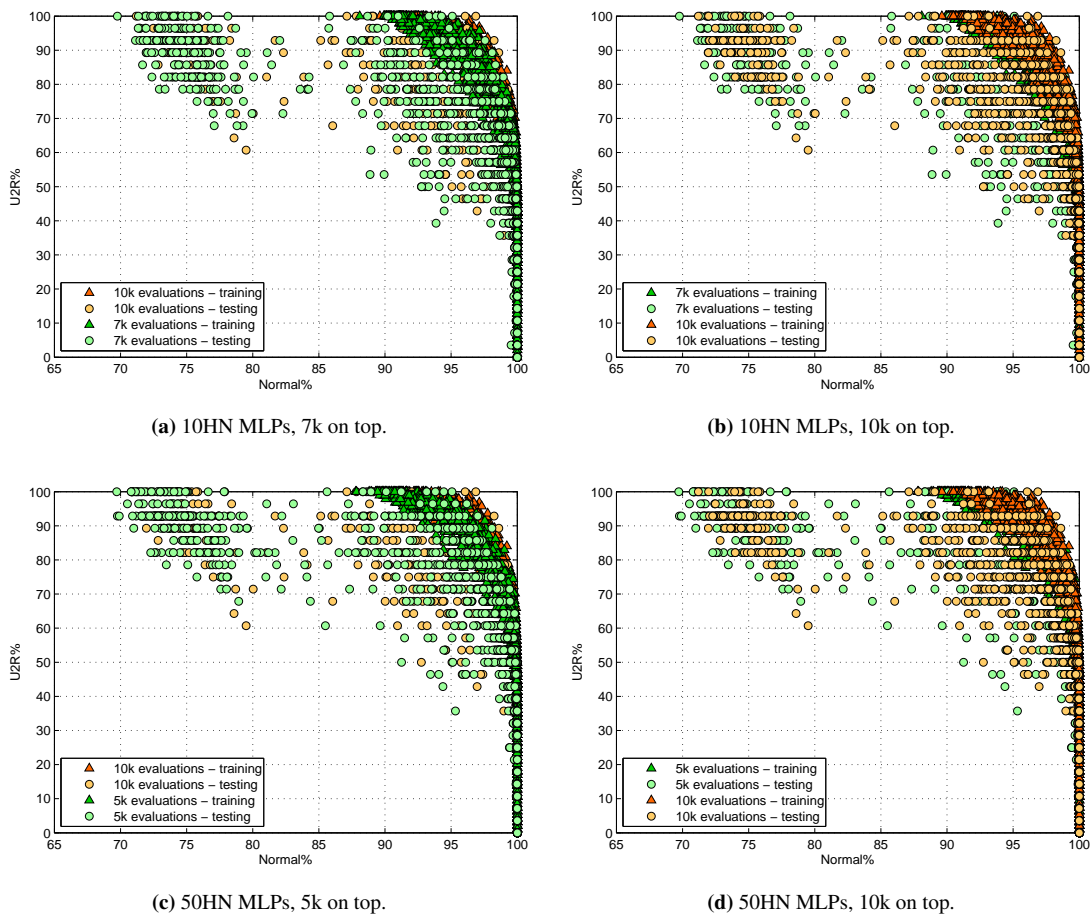 100
90
80
70
60
50
40
30
20
10
0
U2R%
10k evaluations – training
10k evaluations – testing
7k evaluations – training
7k evaluations – testing
65 70 75 80 85 90 95 100
Normal%
(a) 10HN MLPs, 7k on top.
100
90
80
70
60
50
40
30
20
10
0
U2R%
7k evaluations – training
7k evaluations – testing
10k evaluations – training
10k evaluations – testing
65 70 75 80 85 90 95 100
Normal%
(b) 10HN MLPs, 10k on top.
100
90
80
70
60
50
40
30
20
10
0
U2R%
10k evaluations – training
10k evaluations – testing
5k evaluations – training
5k evaluations – testing
65 70 75 80 85 90 95 100
Normal%
(c) 50HN MLPs, 5k on top.
100
90
80
70
60
50
40
30
20
10
0
U2R%
5k evaluations – training
5k evaluations – testing
10k evaluations – training
10k evaluations – testing
65 70 75 80 85 90 95 100
Normal%
(d) 50HN MLPs, 10k on top.